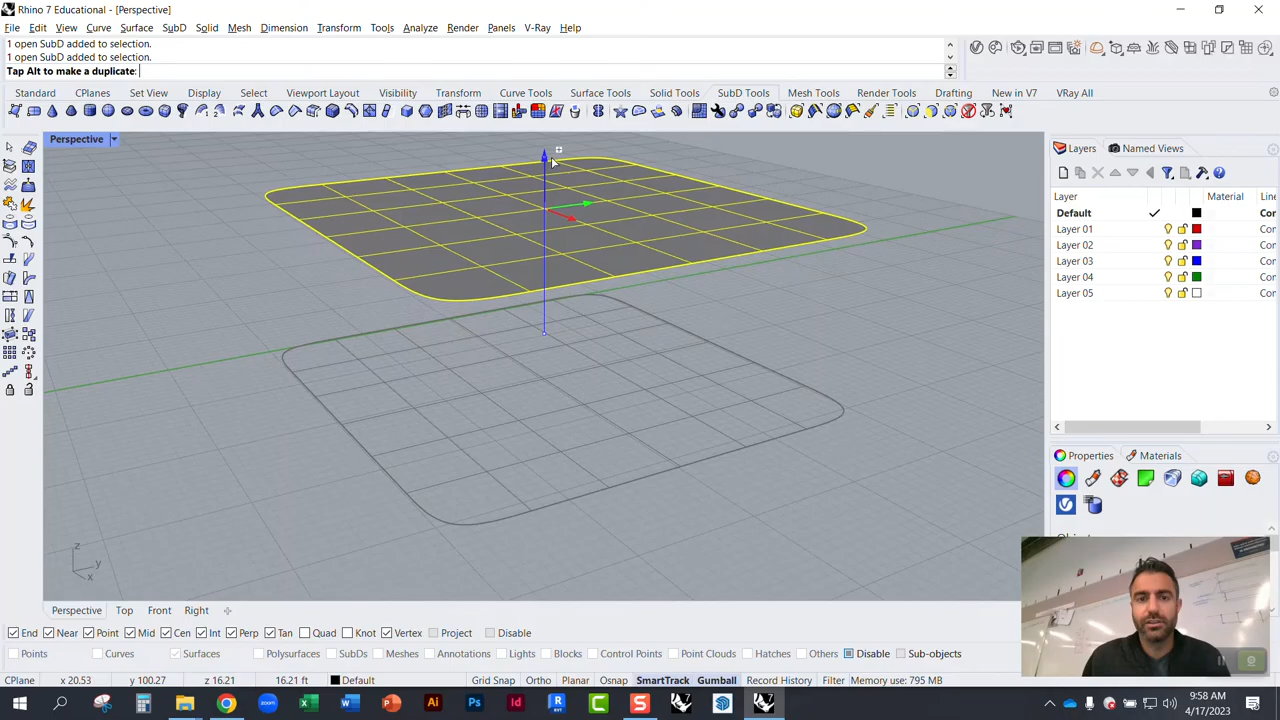 Rhino 7 Educational - [Perspective]
File Edit View Curve Surface SubD Solid Mesh Dimension Transform Tools Analyze Render Panels V-Ray Help
1 open SubD added to selection.
1 open SubD added to selection.
Tap Alt to make a duplicate:
Standard CPlanes Set View Display Select Viewport Layout Visibility Transform Curve Tools Surface Tools Solid Tools SubD Tools Mesh Tools Render Tools Drafting New in V7 VRay All
Perspective
Layers Named Views
Layer Material Line
Default Cor
Layer 01 Cor
Layer 02 Cor
Layer 03 Cor
Layer 04 Cor
Layer 05 Cor
Properties Materials
z
y
x
Perspective Top Front Right
End Near Point Mid Cen Int Perp Tan Quad Knot Vertex Project Disable
Points Curves Surfaces Polysurfaces SubDs Meshes Annotations Lights Blocks Control Points Point Clouds Hatches Others Disable Sub-objects
CPlane x 20.53 y 100.27 z 16.21 16.21 ft Default Grid Snap Ortho Planar Osnap SmartTrack Gumball Record History Filter Memory use: 795 MB
9:58 AM
4/17/2023